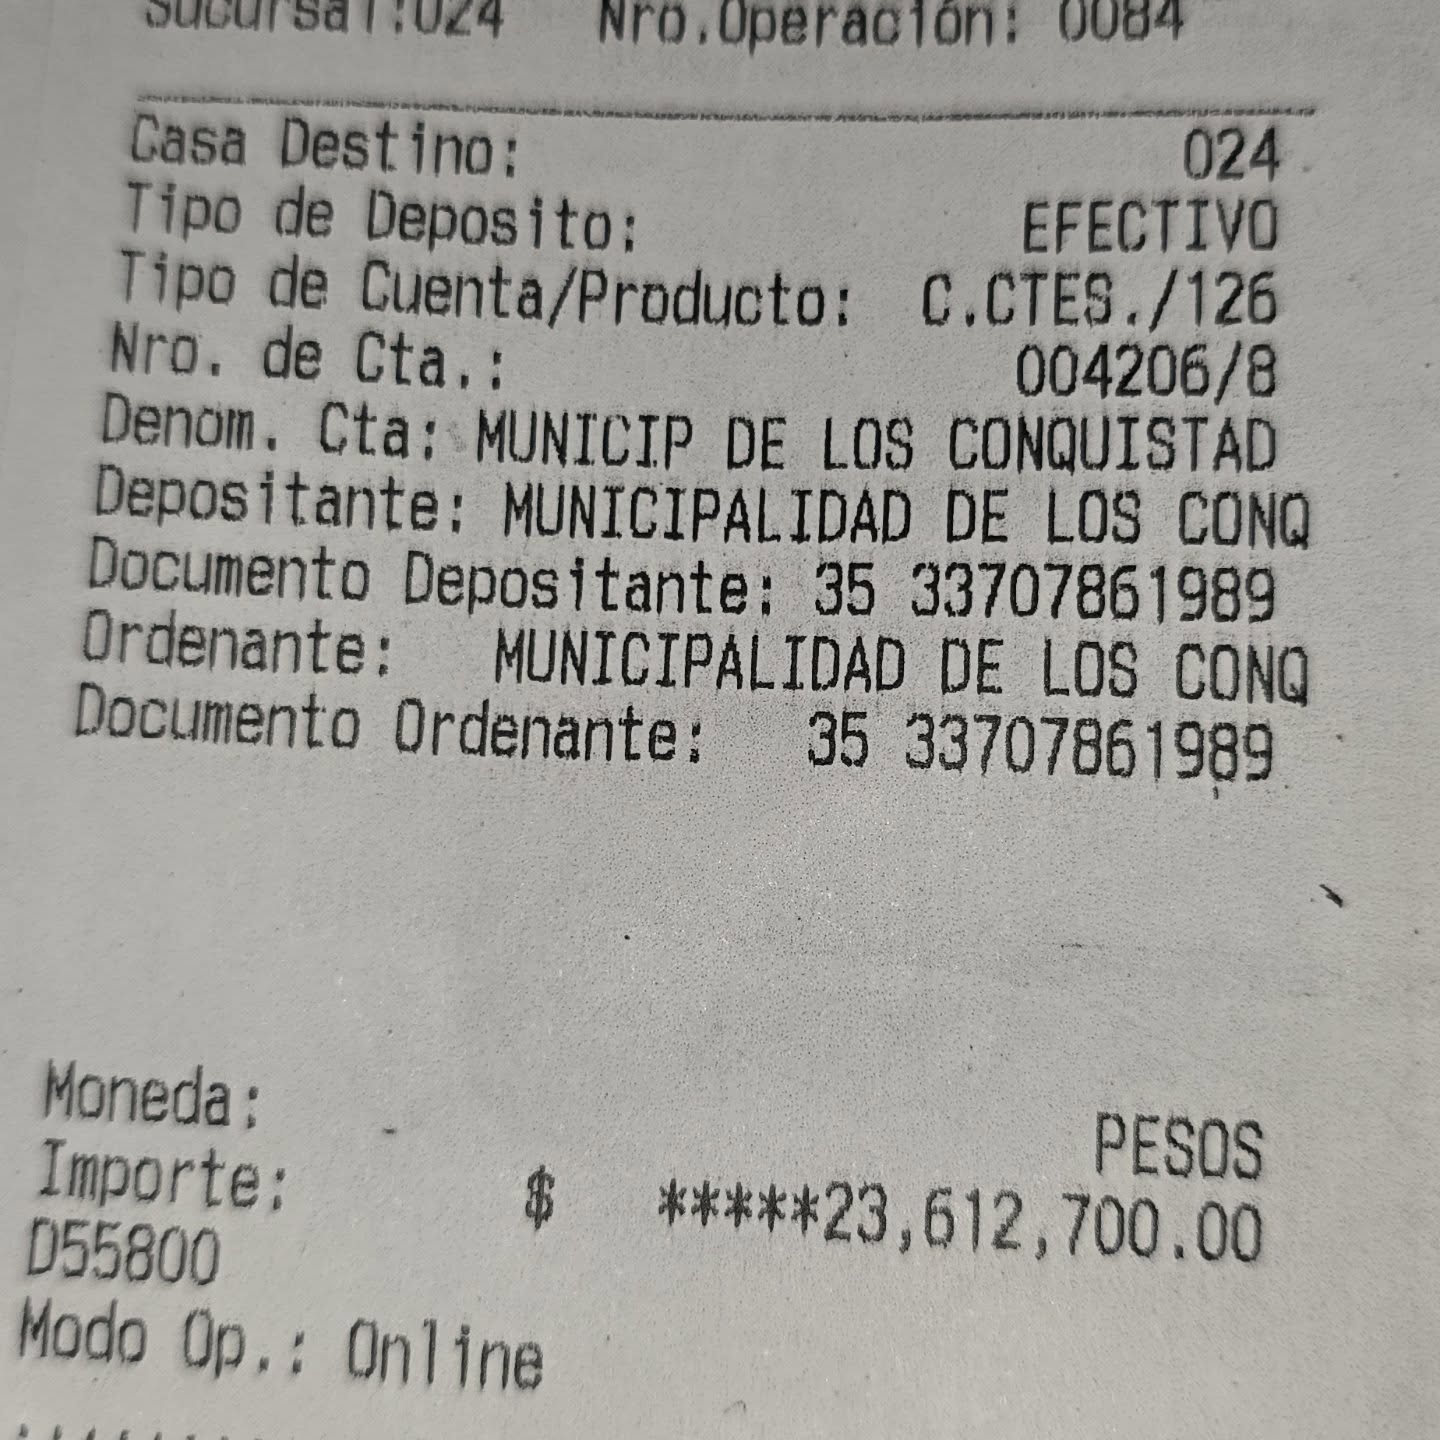 Sucursal:024   Nro.Operación: 0084
Casa Destino: 024
Tipo de Deposito: EFECTIVO
Tipo de Cuenta/Producto: C.CTES./126
Nro. de Cta.: 004206/8
Denom. Cta: MUNICIP DE LOS CONQUISTAD
Depositante: MUNICIPALIDAD DE LOS CONQ
Documento Depositante: 35 33707861989
Ordenante: MUNICIPALIDAD DE LOS CONQ
Documento Ordenante: 35 33707861989
Moneda: PESOS
Importe: $ *****23,612,700.00
D55800
Modo Op.: Online